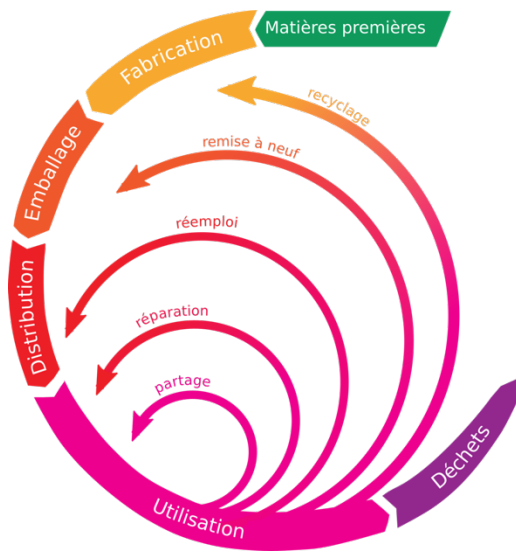 Matières premières
Fabrication
recyclage
remise à neuf
Emballage
réemploi
Distribution
réparation
partage
Déchets
Utilisation